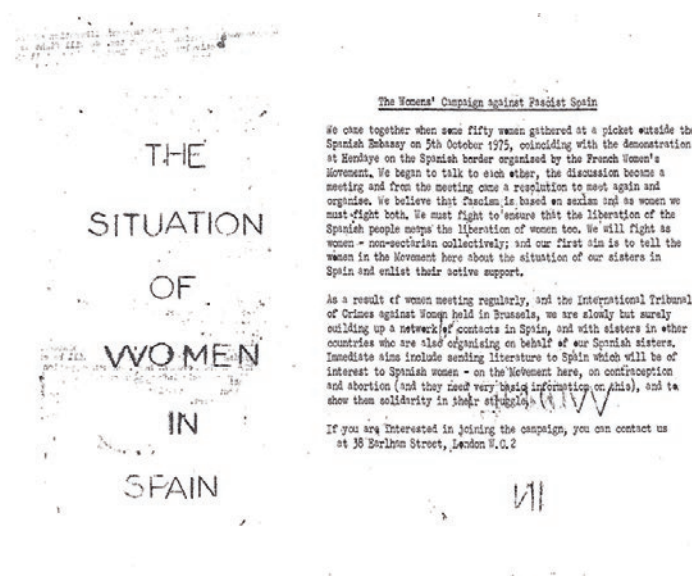 THE
SITUATION
OF
WOMEN
IN
SPAIN
The Womens' Campaign against Fascist Spain
We came together when some fifty women gathered at a picket outside the
Spanish Embassy on 5th October 1975, coinciding with the demonstration
at Hendaye on the Spanish border organised by the French Women's
Movement. We began to talk to each other, the discussion became a
meeting and from the meeting came a resolution to meet again and
organise. We believe that fascism is based on sexism and as women we
must fight both. We must fight to ensure that the liberation of the
Spanish people means the liberation of women too. We will fight as
women - non-sectarian collectively; and our first aim is to tell the
women in the Movement here about the situation of our sisters in
Spain and enlist their active support.
As a result of women meeting regularly, and the International Tribunal
of Crimes against Women held in Brussels, we are slowly but surely
building up a network of contacts in Spain, and with sisters in other
countries who are also organising on behalf of our Spanish sisters.
Immediate aims include sending literature to Spain which will be of
interest to Spanish women - on the Movement here, on contraception
and abortion (and they need very basic information on this), and to
show them solidarity in their struggle.
If you are interested in joining the campaign, you can contact us
at 38 Earlham Street, London W.C.2